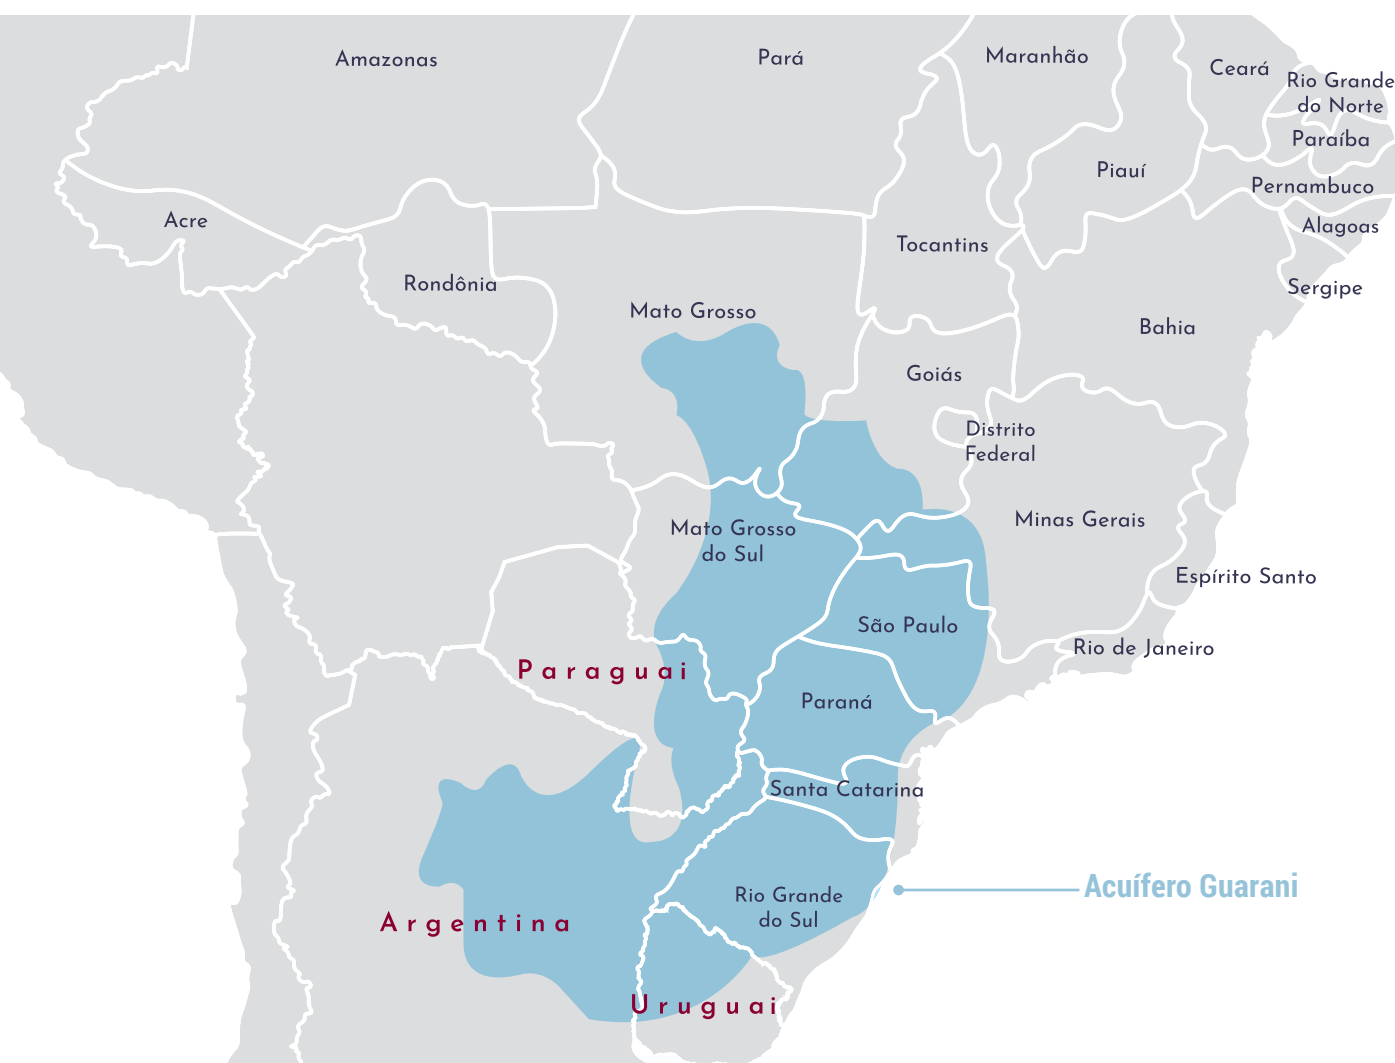 Amazonas
Pará
Maranhão
Ceará
Rio Grande
do Norte
Paraíba
Piauí
Pernambuco
Acre
Alagoas
Tocantins
Rondônia
Sergipe
Mato Grosso
Bahia
Goiás
Distrito
Federal
Minas Gerais
Mato Grosso
do Sul
Espírito Santo
São Paulo
Rio de Janeiro
Paraguai
Paraná
Santa Catarina
Acuífero Guarani
Rio Grande
do Sul
Argentina
Uruguai